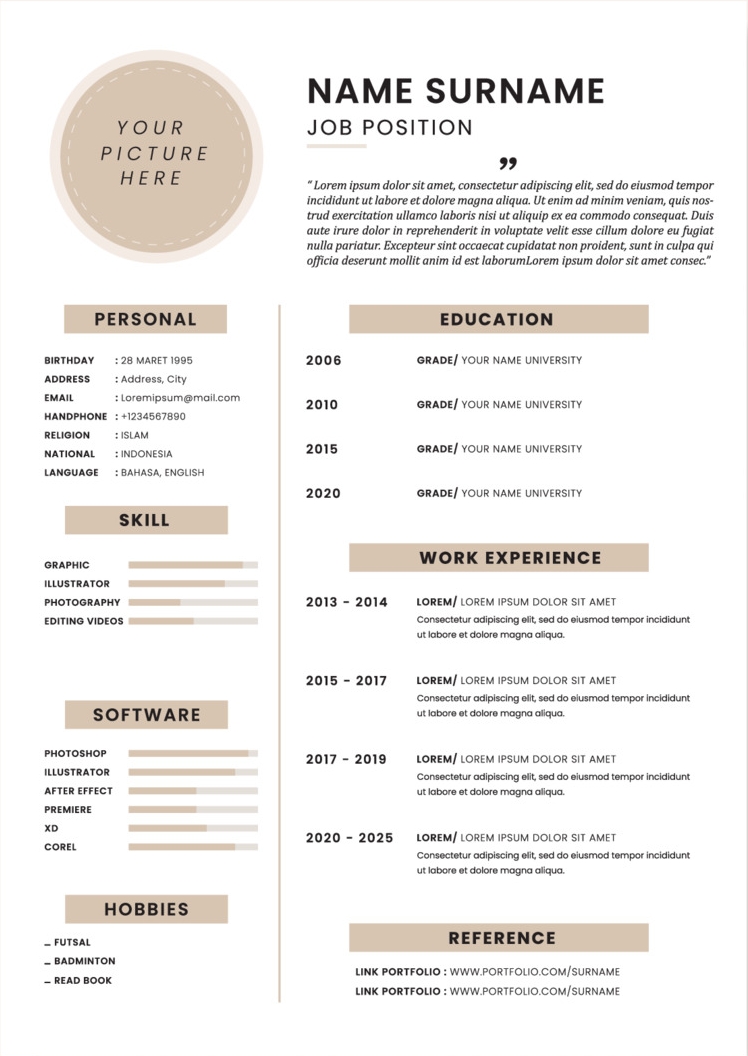 YOUR
PICTURE
HERE
NAME SURNAME
JOB POSITION
”
“ Lorem ipsum dolor sit amet, consectetur adipiscing elit, sed do eiusmod tempor
incididunt ut labore et dolore magna aliqua. Ut enim ad minim veniam, quis nos-
trud exercitation ullamco laboris nisi ut aliquip ex ea commodo consequat. Duis
aute irure dolor in reprehenderit in voluptate velit esse cillum dolore eu fugiat
nulla pariatur. Excepteur sint occaecat cupidatat non proident, sunt in culpa qui
officia deserunt mollit anim id est laborumLorem ipsum dolor sit amet consec.”
PERSONAL
BIRTHDAY : 28 MARET 1995
ADDRESS : Address, City
EMAIL : Loremipsum@mail.com
HANDPHONE : +1234567890
RELIGION : ISLAM
NATIONAL : INDONESIA
LANGUAGE : BAHASA, ENGLISH
SKILL
GRAPHIC
ILLUSTRATOR
PHOTOGRAPHY
EDITING VIDEOS
SOFTWARE
PHOTOSHOP
ILLUSTRATOR
AFTER EFFECT
PREMIERE
XD
COREL
HOBBIES
_ FUTSAL
_ BADMINTON
_ READ BOOK
EDUCATION
2006 GRADE/ YOUR NAME UNIVERSITY
2010 GRADE/ YOUR NAME UNIVERSITY
2015 GRADE/ YOUR NAME UNIVERSITY
2020 GRADE/ YOUR NAME UNIVERSITY
WORK EXPERIENCE
2013 - 2014 LOREM/ LOREM IPSUM DOLOR SIT AMET
Consectetur adipiscing elit, sed do eiusmod tempor incididunt
ut labore et dolore magna aliqua.
2015 - 2017 LOREM/ LOREM IPSUM DOLOR SIT AMET
Consectetur adipiscing elit, sed do eiusmod tempor incididunt
ut labore et dolore magna aliqua.
2017 - 2019 LOREM/ LOREM IPSUM DOLOR SIT AMET
Consectetur adipiscing elit, sed do eiusmod tempor incididunt
ut labore et dolore magna aliqua.
2020 - 2025 LOREM/ LOREM IPSUM DOLOR SIT AMET
Consectetur adipiscing elit, sed do eiusmod tempor incididunt
ut labore et dolore magna aliqua.
REFERENCE
LINK PORTFOLIO : WWW.PORTFOLIO.COM/SURNAME
LINK PORTFOLIO : WWW.PORTFOLIO.COM/SURNAME